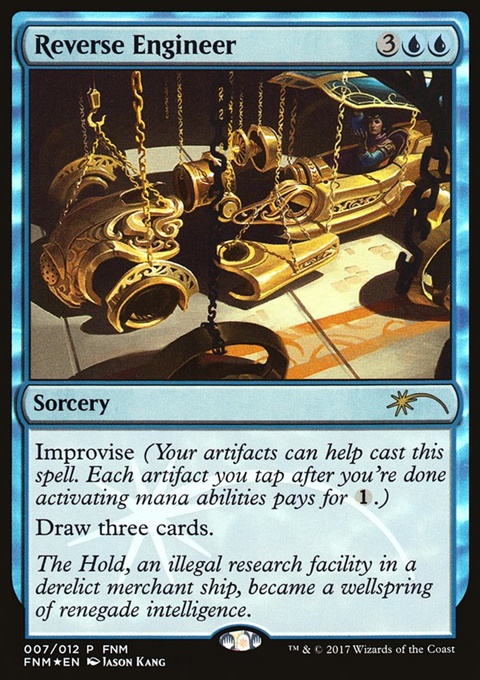 Reverse Engineer 3
Sorcery
Improvise (Your artifacts can help cast this
spell. Each artifact you tap after you're done
activating mana abilities pays for 1.)
Draw three cards.
The Hold, an illegal research facility in a
derelict merchant ship, became a wellspring
of renegade intelligence.
007/012 P FNM
FNM★EN Jason Kang
™ & © 2017 Wizards of the Coast